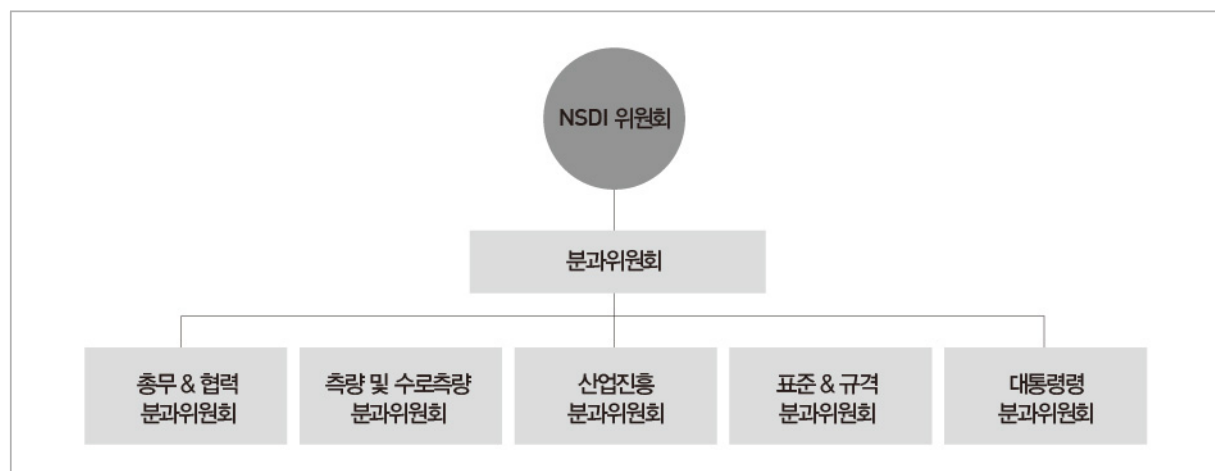 NSDI 위원회
분과위원회
총무 & 협력
분과위원회
측량 및 수로측량
분과위원회
산업진흥
분과위원회
표준 & 규격
분과위원회
대통령령
분과위원회